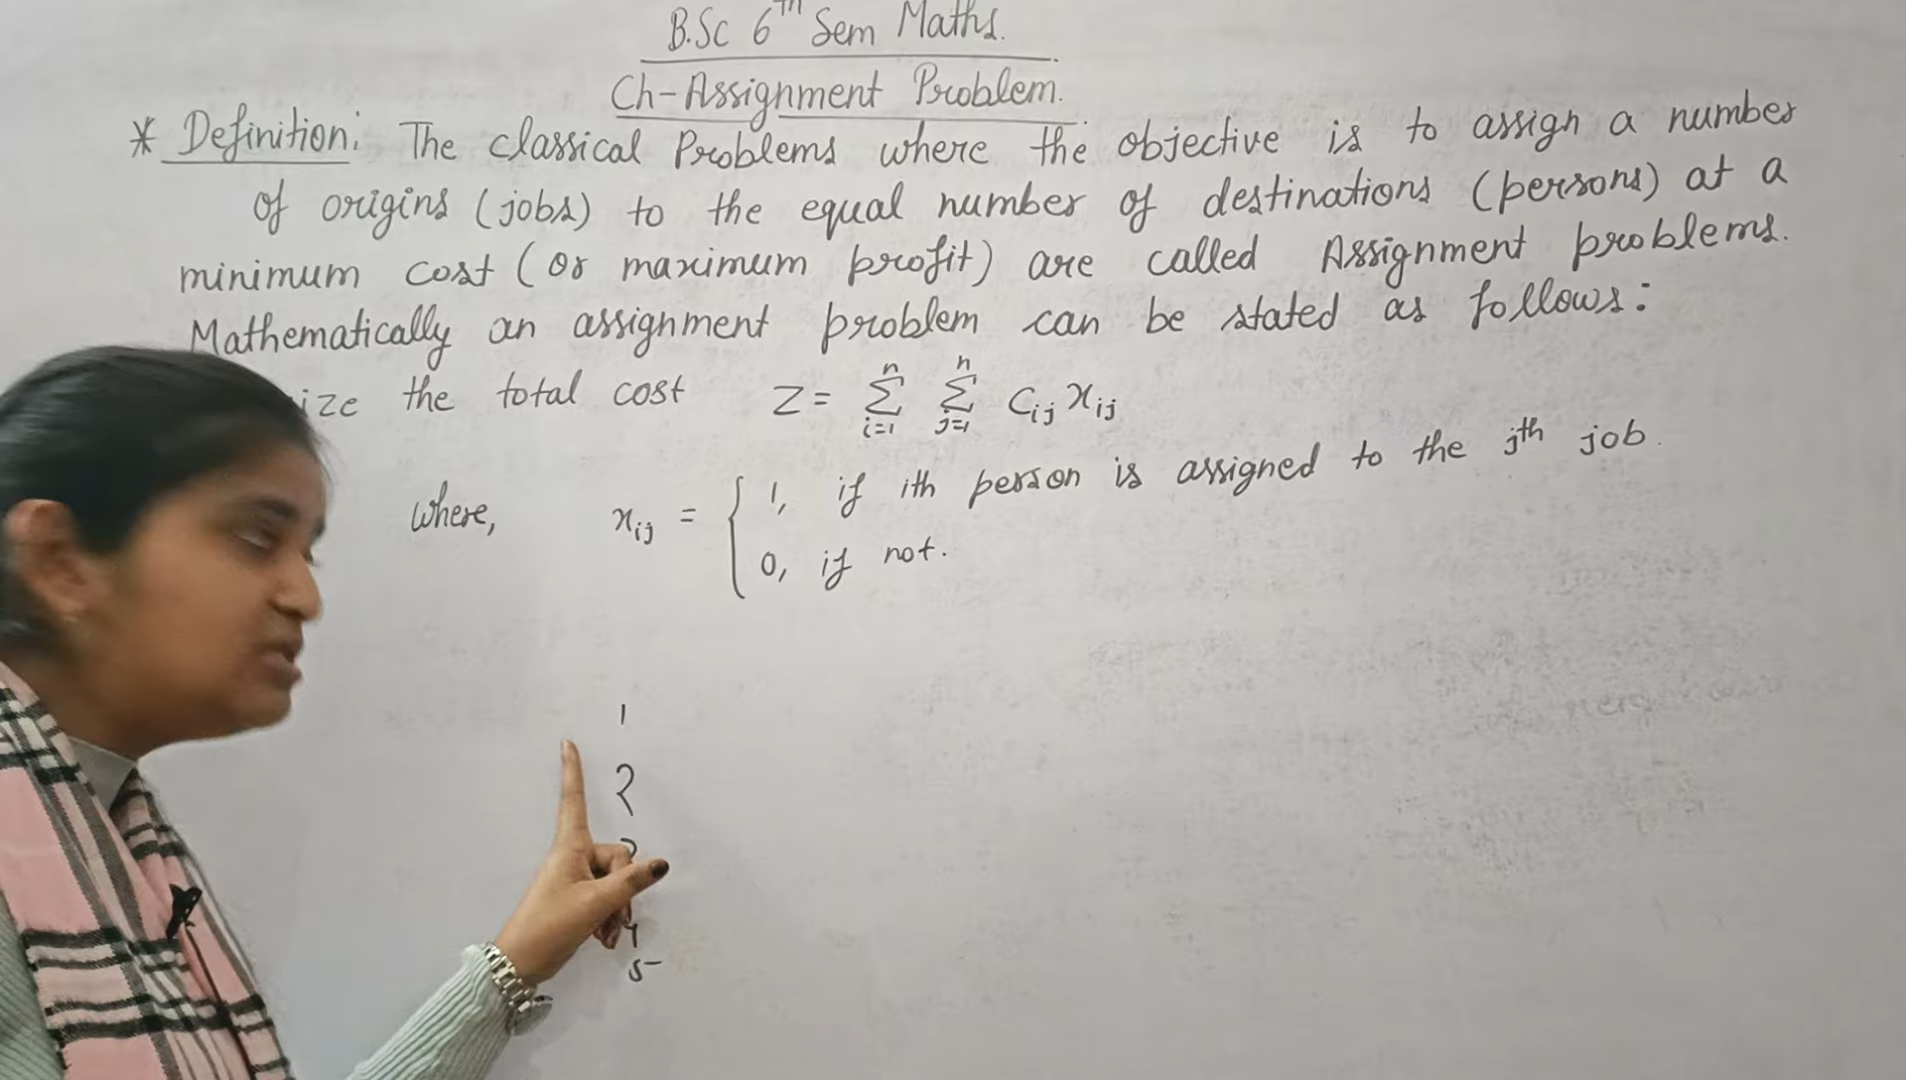 B.Sc 6th Sem Maths.
Ch-Assignment Problem.
* Definition: The classical Problems where the objective is to assign a number
of origins (jobs) to the equal number of destinations (persons) at a
minimum cost (or maximum profit) are called Assignment problems.
Mathematically an assignment problem can be stated as follows:
ize the total cost Z = Σ_{i=1}^{n} Σ_{j=1}^{n} C_{ij} x_{ij}
where, x_{ij} = { 1, if ith person is assigned to the jth job.
0, if not.
1
2
5